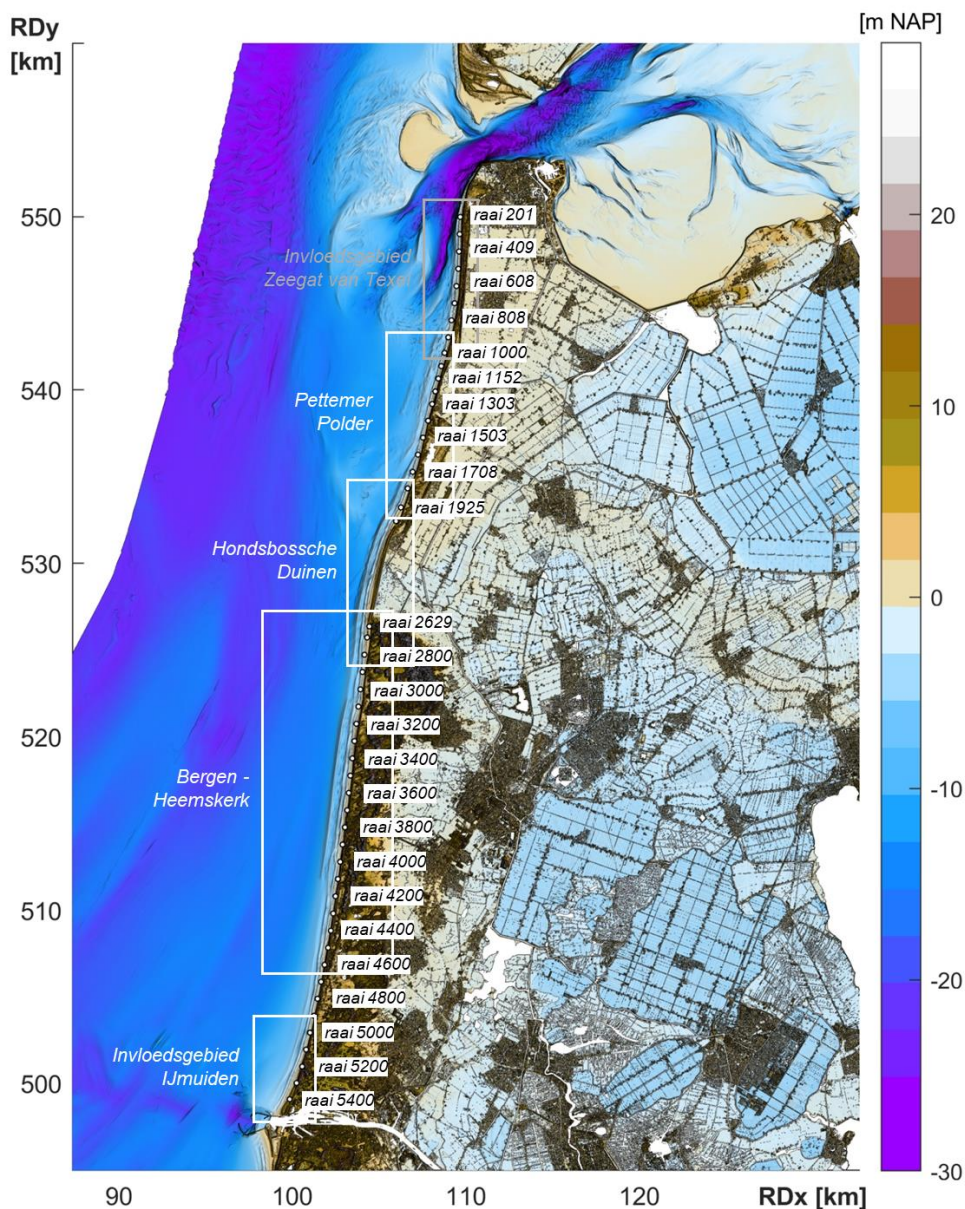 RDy
[km]
[m NAP]
550
540
530
520
510
500
90
100
110
120
RDx [km]
20
10
0
-10
-20
-30
Invloedsgebied
Zeegat van Texel
Pettemer
Polder
Hondsbossche
Duinen
Bergen -
Heemskerk
Invloedsgebied
IJmuiden
raai 201
raai 409
raai 608
raai 808
raai 1000
raai 1152
raai 1303
raai 1503
raai 1708
raai 1925
raai 2629
raai 2800
raai 3000
raai 3200
raai 3400
raai 3600
raai 3800
raai 4000
raai 4200
raai 4400
raai 4600
raai 4800
raai 5000
raai 5200
raai 5400